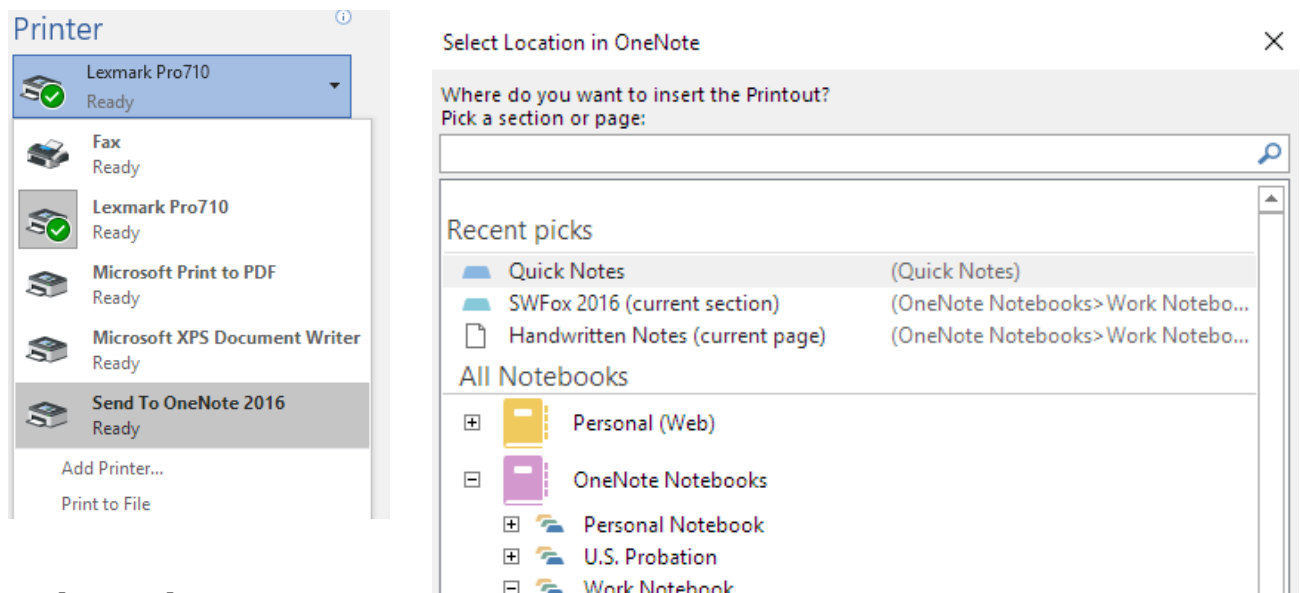 Printer
Lexmark Pro710
Ready
Fax
Ready
Lexmark Pro710
Ready
Microsoft Print to PDF
Ready
Microsoft XPS Document Writer
Ready
Send To OneNote 2016
Ready
Add Printer...
Print to File
Select Location in OneNote
Where do you want to insert the Printout?
Pick a section or page:
Recent picks
Quick Notes (Quick Notes)
SWFox 2016 (current section) (OneNote Notebooks>Work Notebo...
Handwritten Notes (current page) (OneNote Notebooks>Work Notebo...
All Notebooks
Personal (Web)
OneNote Notebooks
Personal Notebook
U.S. Probation
Work Notebook